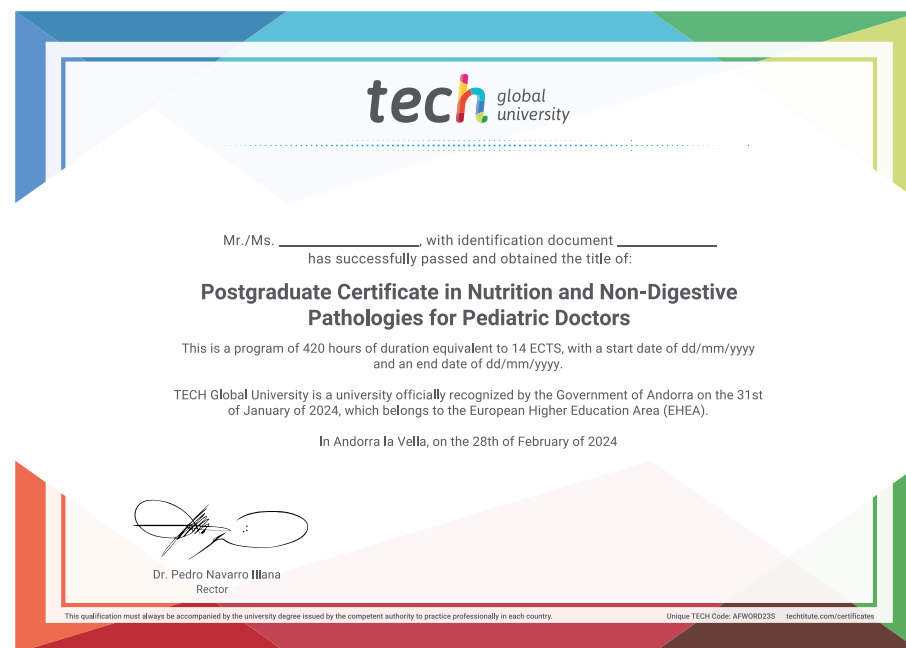 tech global
university
Mr./Ms. ____________, with identification document ____________
has successfully passed and obtained the title of:
Postgraduate Certificate in Nutrition and Non-Digestive
Pathologies for Pediatric Doctors
This is a program of 420 hours of duration equivalent to 14 ECTS, with a start date of dd/mm/yyyy
and an end date of dd/mm/yyyy.
TECH Global University is a university officially recognized by the Government of Andorra on the 31st
of January of 2024, which belongs to the European Higher Education Area (EHEA).
In Andorra la Vella, on the 28th of February of 2024
Dr. Pedro Navarro Illana
Rector
This qualification must always be accompanied by the university degree issued by the competent authority to practice professionally in each country. Unique TECH Code: AFWORD23S techtitute.com/certificates